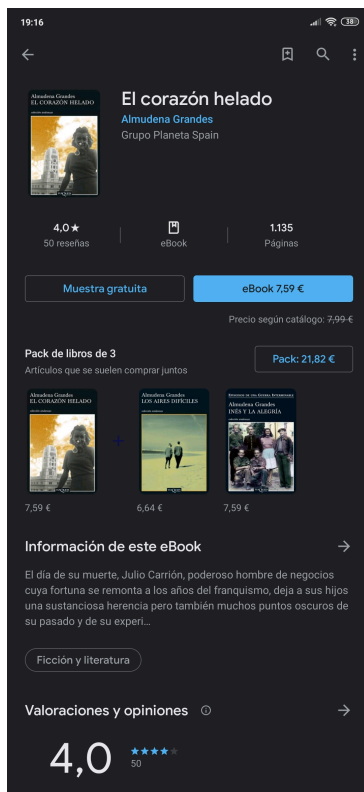 19:16
38
Almudena Grandes
EL CORAZÓN HELADO
El corazón helado
Almudena Grandes
Grupo Planeta Spain
4,0★
50 reseñas
eBook
1.135
Páginas
Muestra gratuita
eBook 7,59 €
Precio según catálogo: 7,99 €
Pack de libros de 3
Artículos que se suelen comprar juntos
Pack: 21,82 €
Almudena Grandes
EL CORAZÓN HELADO
+
Almudena Grandes
LOS AIRES DIFÍCILES
Almudena Grandes
INÉS Y LA ALEGRÍA
7,59 €
6,64 €
7,59 €
Información de este eBook
El día de su muerte, Julio Carrión, poderoso hombre de negocios
cuya fortuna se remonta a los años del franquismo, deja a sus hijos
una sustanciosa herencia pero también muchos puntos oscuros de
su pasado y de su experi...
Ficción y literatura
Valoraciones y opiniones
4,0
50